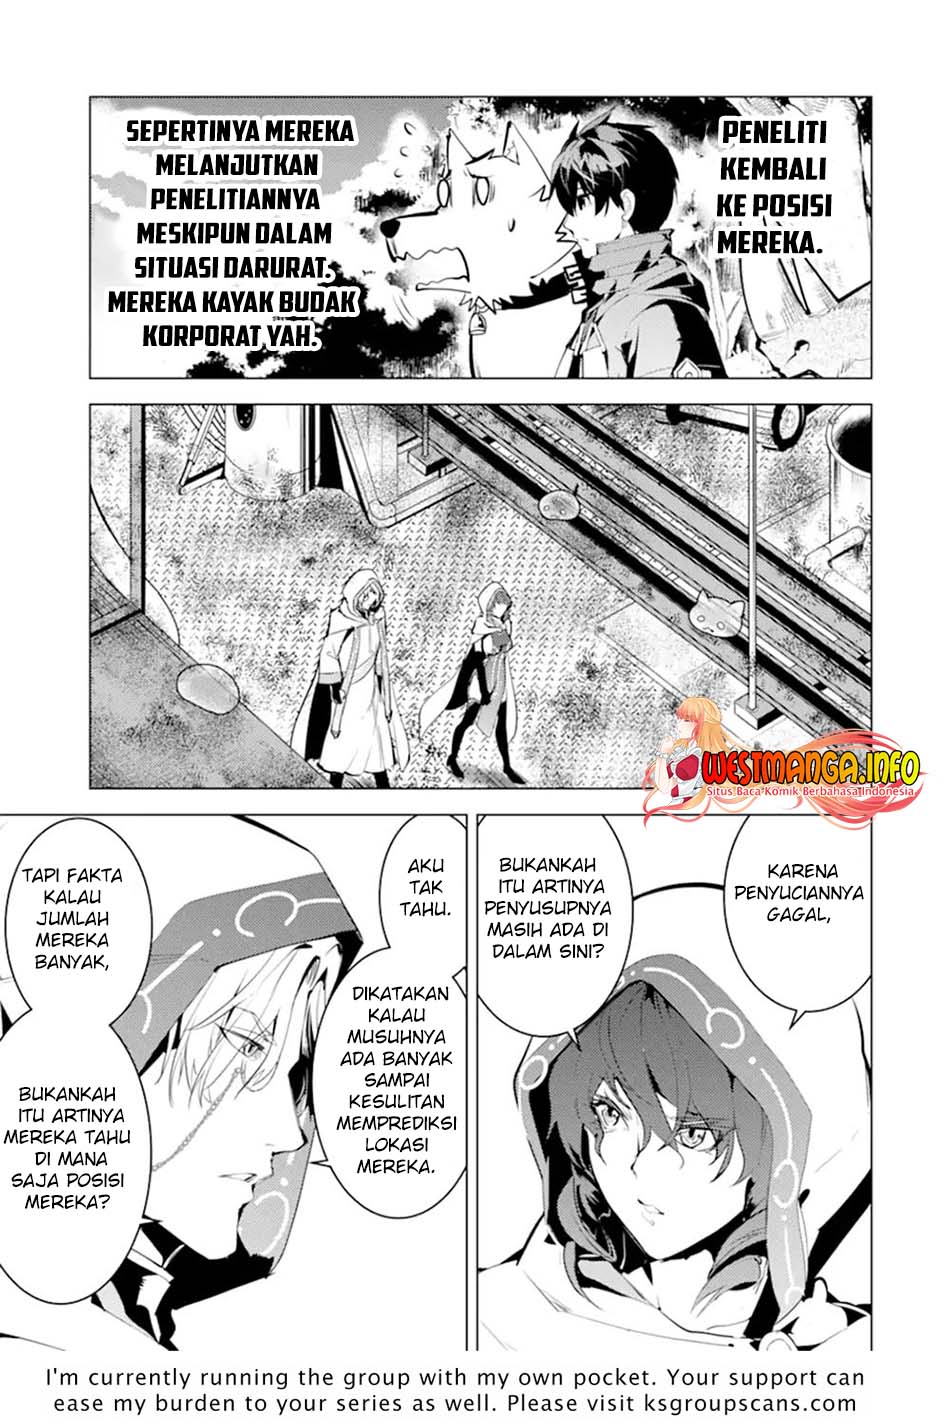 PENELITI
KEMBALI
KE POSISI
MEREKA.
SEPERTINYA MEREKA
MELANJUTKAN
PENELITIANNYA
MESKIPUN DALAM
SITUASI DARURAT.
MEREKA KAYAK BUDAK
KORPORAT YAH.
WESTMANGA.INFO
Situs Baca Komik Berbahasa Indonesia
KARENA
PENYUCIANNYA
GAGAL,
BUKANKAH
ITU ARTINYA
PENYUSUPNYA
MASIH ADA DI
DALAM SINI?
AKU
TAK
TAHU.
DIKATAKAN
KALAU
MUSUHNYA
ADA BANYAK
SAMPAI
KESULITAN
MEMPREDIKSI
LOKASI
MEREKA.
TAPI FAKTA
KALAU
JUMLAH
MEREKA
BANYAK,
BUKANKAH
ITU ARTINYA
MEREKA TAHU
DI MANA
SAJA POSISI
MEREKA?
I'm currently running the group with my own pocket. Your support can
ease my burden to your series as well. Please visit ksgroupscans.com